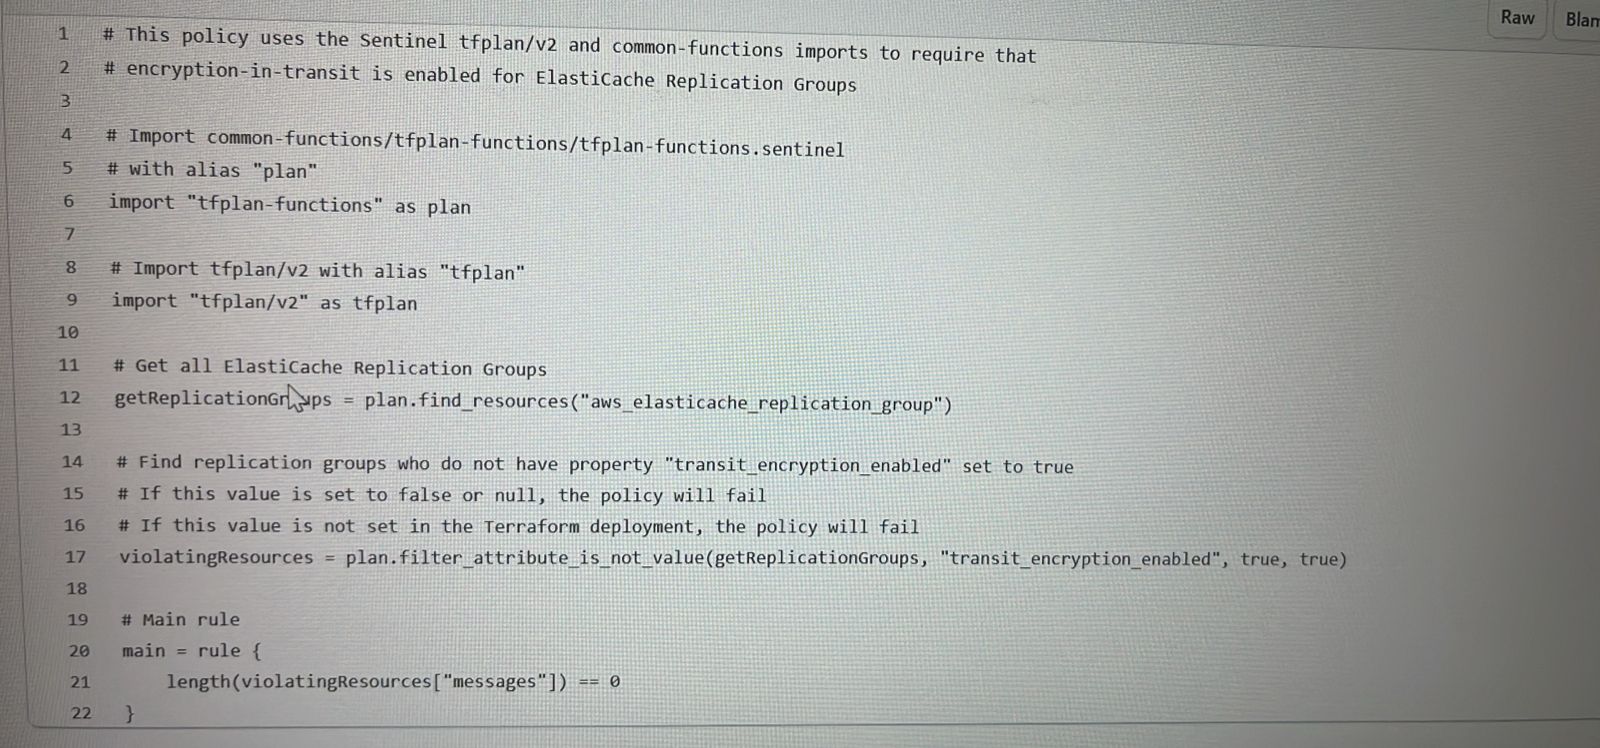 Raw Blam
1 # This policy uses the Sentinel tfplan/v2 and common-functions imports to require that
2 # encryption-in-transit is enabled for ElastiCache Replication Groups
3
4 # Import common-functions/tfplan-functions/tfplan-functions.sentinel
5 # with alias "plan"
6 import "tfplan-functions" as plan
7
8 # Import tfplan/v2 with alias "tfplan"
9 import "tfplan/v2" as tfplan
10
11 # Get all ElastiCache Replication Groups
12 getReplicationGroups = plan.find_resources("aws_elasticache_replication_group")
13
14 # Find replication groups who do not have property "transit_encryption_enabled" set to true
15 # If this value is set to false or null, the policy will fail
16 # If this value is not set in the Terraform deployment, the policy will fail
17 violatingResources = plan.filter_attribute_is_not_value(getReplicationGroups, "transit_encryption_enabled", true, true)
18
19 # Main rule
20 main = rule {
21 length(violatingResources["messages"]) == 0
22 }